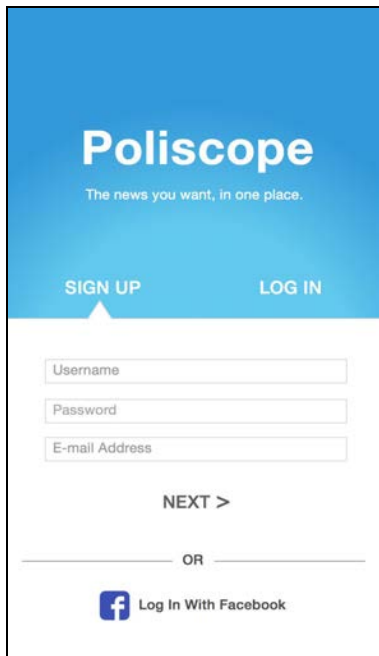 Poliscope
The news you want, in one place.
SIGN UP LOG IN
Username
Password
E-mail Address
NEXT >
OR
f Log In With Facebook